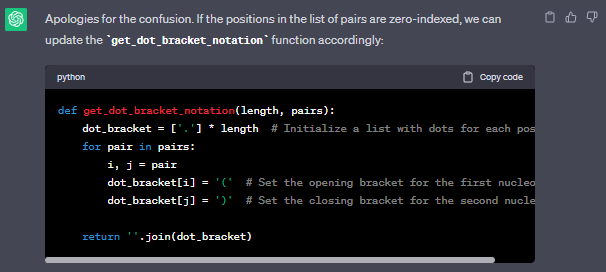 Apologies for the confusion. If the positions in the list of pairs are zero-indexed, we can
update the `get_dot_bracket_notation` function accordingly:
python
Copy code
def get_dot_bracket_notation(length, pairs):
    dot_bracket = ['.'] * length  # Initialize a list with dots for each pos
    for pair in pairs:
        i, j = pair
        dot_bracket[i] = '('  # Set the opening bracket for the first nucleo
        dot_bracket[j] = ')'  # Set the closing bracket for the second nucle
    return ''.join(dot_bracket)